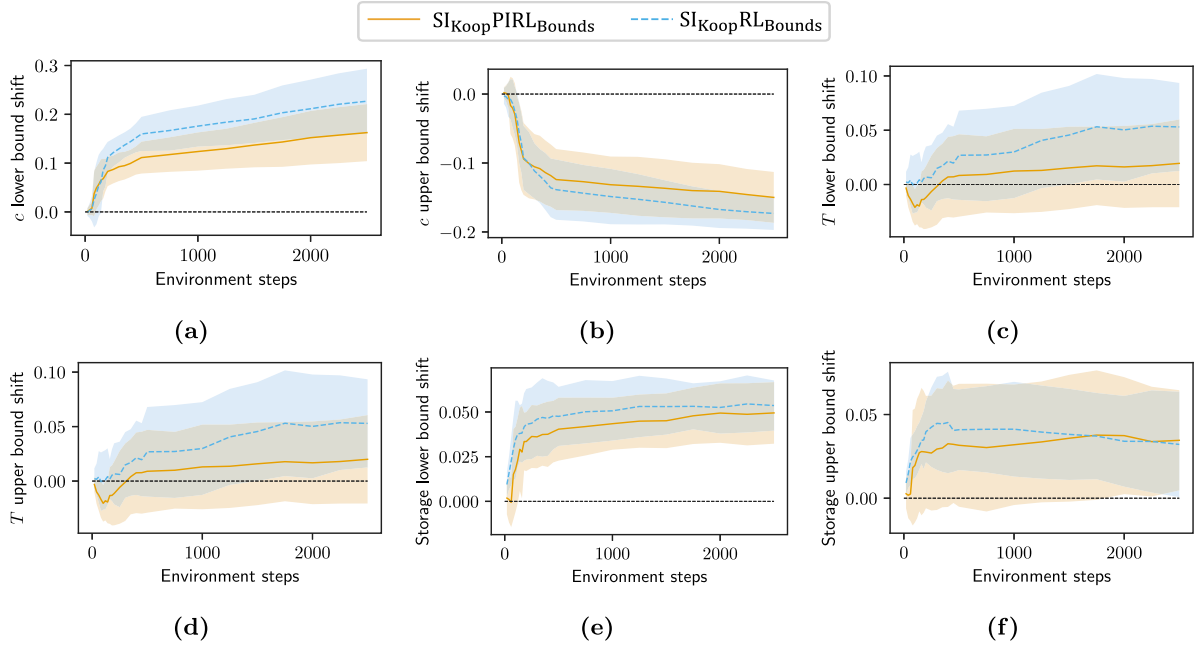 SI_Koop PIRL_Bounds SI_Koop RL_Bounds
0.3
0.2
0.1
0.0
c lower bound shift
0 1000 2000
Environment steps
(a)
0.0
−0.1
−0.2
c upper bound shift
0 1000 2000
Environment steps
(b)
0.10
0.05
0.00
T lower bound shift
0 1000 2000
Environment steps
(c)
0.10
0.05
0.00
T upper bound shift
0 1000 2000
Environment steps
(d)
0.050
0.025
0.000
Storage lower bound shift
0 1000 2000
Environment steps
(e)
0.05
0.00
Storage upper bound shift
0 1000 2000
Environment steps
(f)